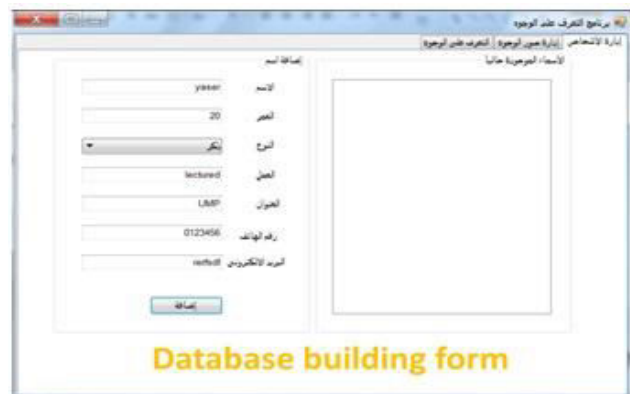 برنامج التعرف على الوجوه
إدارة الأشخاص إدارة صور الوجوه التعرف على الوجوه
الأسماء الموجودة حاليا
إضافة اسم
الاسم yaser
العمر 20
النوع ذكر
العمل lectured
العنوان UMP
رقم الهاتف 0123456
البريد الالكتروني
إضافة
Database building form